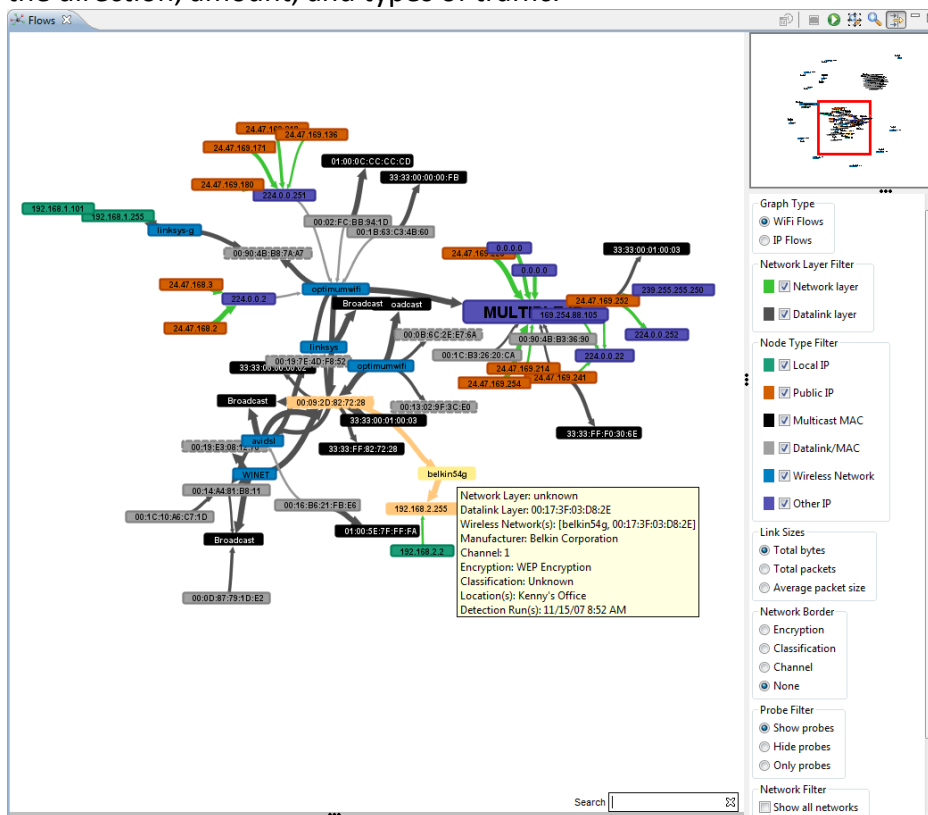 the direction, amount, and types of traffic.
Flows
24.47.169.136
24.47.169.171
01:00:0C:CC:CC:CD
33:33:00:00:00:FB
24.47.169.180
224.0.0.251
192.168.1.101
192.168.1.255
00:02:FC:BB:94:1D
00:1B:63:C3:4B:60
linksys-g
00:90:4B:B8:7A:A7
0.0.0.0
0.0.0.0
33:33:00:01:00:03
24.47.168.3
224.0.0.2
optimumwifi
239.255.255.250
Broadcast
oadcast
24.47.169.252
MULTI
169.254.88.105
24.47.168.2
224.0.0.252
00:0B:6C:2E:E7:6A
00:90:4B:B3:36:90
linksys
00:1C:B3:26:20:CA
224.0.0.22
00:19:7E:4D:F8:52
optimumwifi
24.47.169.214
24.47.169.254
24.47.169.241
Broadcast
00:09:2D:82:72:28
00:13:02:9F:3C:E0
33:33:00:01:00:03
33:33:FF:F0:30:6E
avidsl
33:33:FF:82:72:28
WINET
belkin54g
00:14:A4:81:B8:11
00:16:B6:21:FB:E6
192.168.2.255
00:1C:10:A6:C7:1D
01:00:5E:7F:FF:FA
Broadcast
192.168.2.2
00:0D:87:79:1D:E2
Network Layer: unknown
Datalink Layer: 00:17:3F:03:D8:2E
Wireless Network(s): [belkin54g, 00:17:3F:03:D8:2E]
Manufacturer: Belkin Corporation
Channel: 1
Encryption: WEP Encryption
Classification: Unknown
Location(s): Kenny's Office
Detection Run(s): 11/15/07 8:52 AM
Search
Graph Type
WiFi Flows
IP Flows
Network Layer Filter
Network layer
Datalink layer
Node Type Filter
Local IP
Public IP
Multicast MAC
Datalink/MAC
Wireless Network
Other IP
Link Sizes
Total bytes
Total packets
Average packet size
Network Border
Encryption
Classification
Channel
None
Probe Filter
Show probes
Hide probes
Only probes
Network Filter
Show all networks